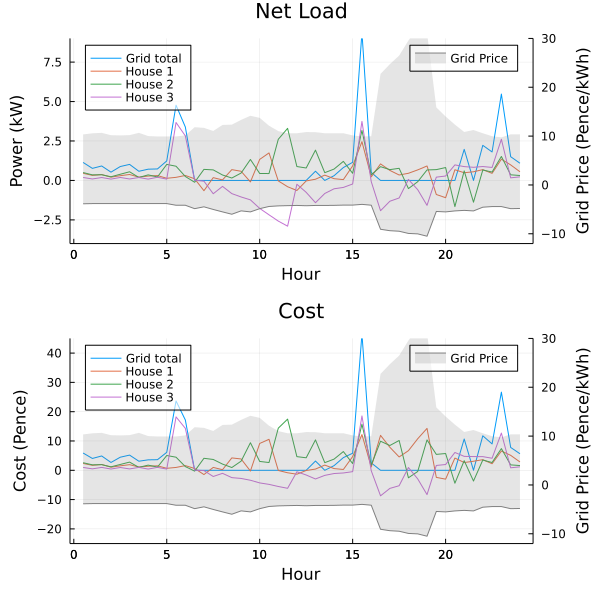 Net Load
Grid total
House 1
House 2
House 3
Grid Price
7.5
5.0
2.5
0.0
−2.5
Power (kW)
30
20
10
0
−10
Grid Price (Pence/kWh)
0
5
10
15
20
Hour
Cost
Grid total
House 1
House 2
House 3
Grid Price
40
30
20
10
0
−10
−20
Cost (Pence)
30
20
10
0
−10
Grid Price (Pence/kWh)
0
5
10
15
20
Hour